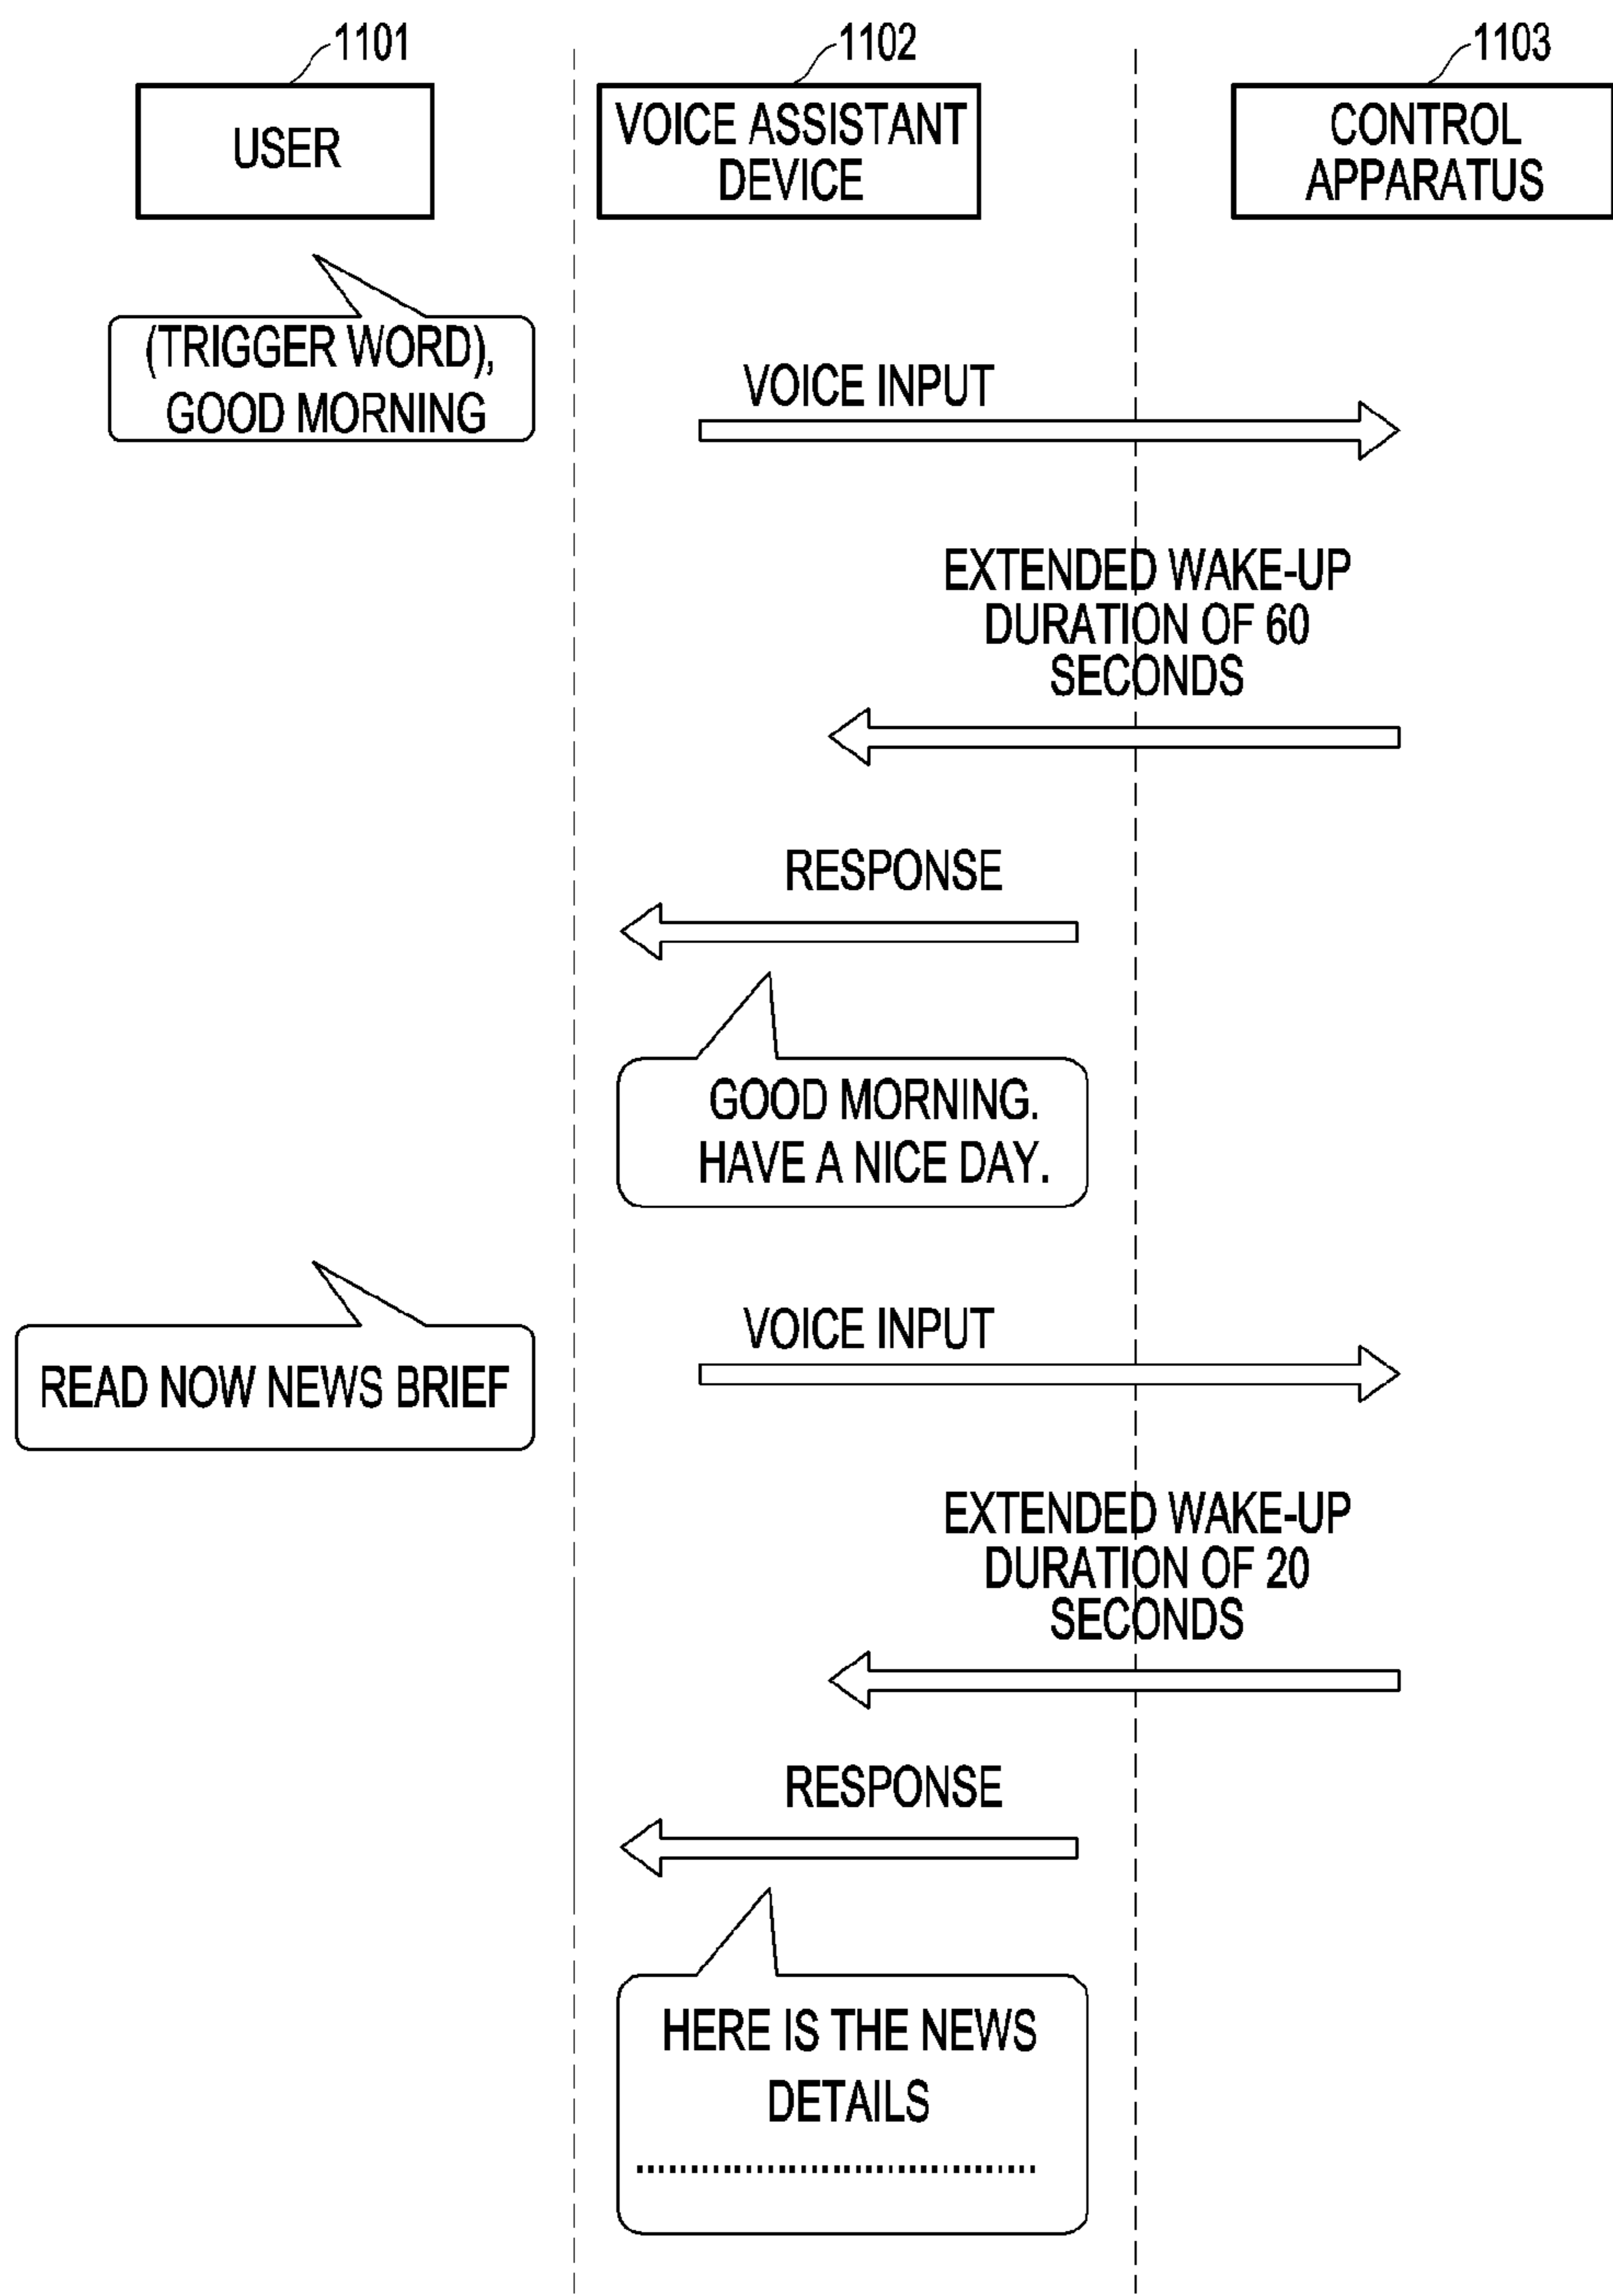 1101
1102
1103
USER
VOICE ASSISTANT
DEVICE
CONTROL
APPARATUS
(TRIGGER WORD),
GOOD MORNING
VOICE INPUT
EXTENDED WAKE-UP
DURATION OF 60
SECONDS
RESPONSE
GOOD MORNING.
HAVE A NICE DAY.
READ NOW NEWS BRIEF
VOICE INPUT
EXTENDED WAKE-UP
DURATION OF 20
SECONDS
RESPONSE
HERE IS THE NEWS
DETAILS
.....................................